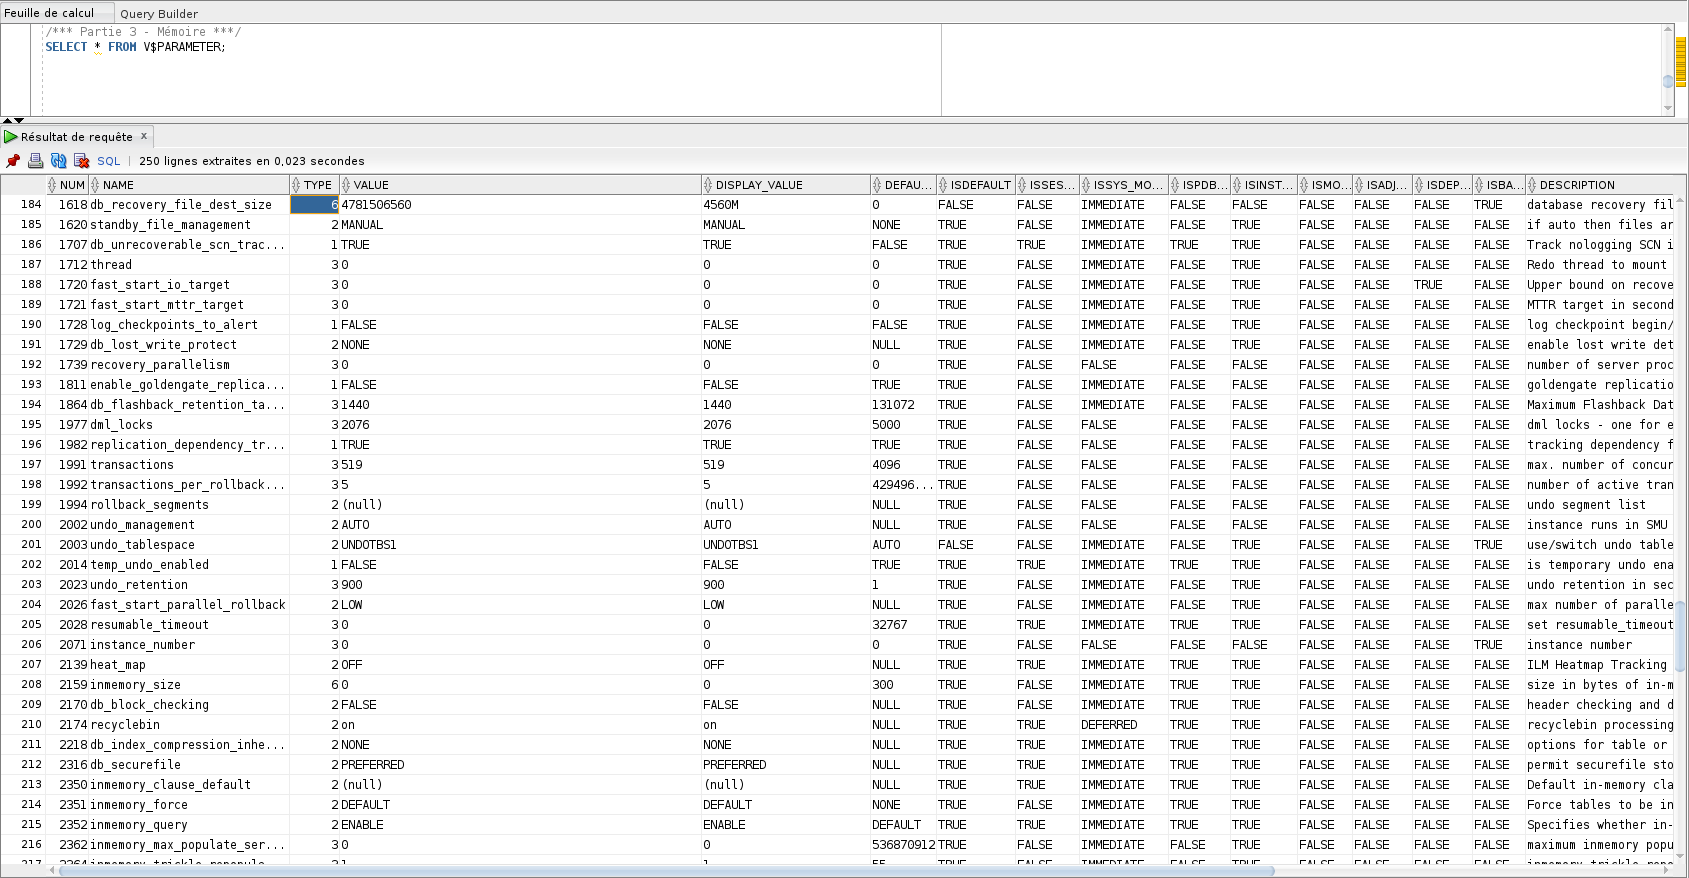 Feuille de calcul Query Builder
/*** Partie 3 - Mémoire ***/
SELECT * FROM V$PARAMETER;
Résultat de requête x
SQL | 250 lignes extraites en 0,023 secondes
NUM NAME TYPE VALUE DISPLAY_VALUE DEFAU... ISDEFAULT ISSES... ISSYS_MO... ISPDB... ISINST... ISMO... ISADJ... ISDEP... ISBA... DESCRIPTION
184 1618 db_recovery_file_dest_size 6 4781506560 4560M 0 FALSE FALSE IMMEDIATE FALSE FALSE FALSE FALSE FALSE TRUE database recovery fil
185 1620 standby_file_management 2 MANUAL MANUAL NONE TRUE FALSE IMMEDIATE FALSE FALSE FALSE FALSE FALSE FALSE if auto then files ar
186 1707 db_unrecoverable_scn_trac... 1 TRUE TRUE FALSE TRUE TRUE IMMEDIATE TRUE TRUE FALSE FALSE FALSE FALSE Track nologging SCN i
187 1712 thread 3 0 0 0 TRUE FALSE IMMEDIATE FALSE TRUE FALSE FALSE FALSE FALSE Redo thread to mount
188 1720 fast_start_io_target 3 0 0 0 TRUE FALSE IMMEDIATE FALSE TRUE FALSE FALSE TRUE FALSE Upper bound on recove
189 1721 fast_start_mttr_target 3 0 0 0 TRUE FALSE IMMEDIATE FALSE TRUE FALSE FALSE FALSE FALSE MTTR target in second
190 1728 log_checkpoints_to_alert 1 FALSE FALSE FALSE TRUE FALSE IMMEDIATE FALSE TRUE FALSE FALSE FALSE FALSE log checkpoint begin/
191 1729 db_lost_write_protect 2 NONE NONE NULL TRUE FALSE IMMEDIATE FALSE TRUE FALSE FALSE FALSE FALSE enable lost write det
192 1739 recovery_parallelism 3 0 0 0 TRUE FALSE FALSE FALSE FALSE FALSE FALSE FALSE FALSE number of server proc
193 1811 enable_goldengate_replica... 1 FALSE FALSE TRUE TRUE FALSE IMMEDIATE FALSE FALSE FALSE FALSE FALSE FALSE goldengate replicatio
194 1864 db_flashback_retention_ta... 3 1440 1440 131072 TRUE FALSE IMMEDIATE FALSE FALSE FALSE FALSE FALSE FALSE Maximum Flashback Dat
195 1977 dml_locks 3 2076 2076 5000 TRUE FALSE FALSE FALSE FALSE FALSE FALSE FALSE FALSE dml locks - one for e
196 1982 replication_dependency_tr... 1 TRUE TRUE TRUE TRUE FALSE FALSE FALSE FALSE FALSE FALSE FALSE FALSE tracking dependency f
197 1991 transactions 3 519 519 4096 TRUE FALSE FALSE FALSE FALSE FALSE FALSE FALSE FALSE max. number of concur
198 1992 transactions_per_rollback... 3 5 5 429496... TRUE FALSE FALSE FALSE FALSE FALSE FALSE FALSE FALSE number of active tran
199 1994 rollback_segments 2 (null) (null) NULL TRUE FALSE FALSE FALSE FALSE FALSE FALSE FALSE FALSE undo segment list
200 2002 undo_management 2 AUTO AUTO NULL TRUE FALSE FALSE FALSE FALSE FALSE FALSE FALSE FALSE instance runs in SMU
201 2003 undo_tablespace 2 UNDOTBS1 UNDOTBS1 AUTO FALSE FALSE IMMEDIATE FALSE TRUE FALSE FALSE FALSE TRUE use/switch undo table
202 2014 temp_undo_enabled 1 FALSE FALSE TRUE TRUE TRUE IMMEDIATE TRUE TRUE FALSE FALSE FALSE FALSE is temporary undo ena
203 2023 undo_retention 3 900 900 1 TRUE FALSE IMMEDIATE TRUE TRUE FALSE FALSE FALSE FALSE undo retention in sec
204 2026 fast_start_parallel_rollback 2 LOW LOW NULL TRUE FALSE IMMEDIATE FALSE TRUE FALSE FALSE FALSE FALSE max number of paralle
205 2028 resumable_timeout 3 0 0 32767 TRUE TRUE IMMEDIATE TRUE TRUE FALSE FALSE FALSE FALSE set resumable_timeout
206 2071 instance_number 3 0 0 0 TRUE FALSE FALSE FALSE FALSE FALSE FALSE FALSE TRUE instance number
207 2139 heat_map 2 OFF OFF NULL TRUE TRUE IMMEDIATE TRUE TRUE FALSE FALSE FALSE FALSE ILM Heatmap Tracking
208 2159 inmemory_size 6 0 0 300 TRUE FALSE IMMEDIATE TRUE TRUE FALSE FALSE FALSE FALSE size in bytes of in-m
209 2170 db_block_checking 2 FALSE FALSE NULL TRUE FALSE IMMEDIATE TRUE TRUE FALSE FALSE FALSE FALSE header checking and d
210 2174 recyclebin 2 on on NULL TRUE TRUE DEFERRED TRUE TRUE FALSE FALSE FALSE FALSE recyclebin processing
211 2218 db_index_compression_inhe... 2 NONE NONE NULL TRUE TRUE IMMEDIATE TRUE TRUE FALSE FALSE FALSE FALSE options for table or
212 2316 db_securefile 2 PREFERRED PREFERRED NULL TRUE TRUE IMMEDIATE TRUE TRUE FALSE FALSE FALSE FALSE permit securefile sto
213 2350 inmemory_clause_default 2 (null) (null) NULL TRUE TRUE IMMEDIATE TRUE TRUE FALSE FALSE FALSE FALSE Default in-memory cla
214 2351 inmemory_force 2 DEFAULT DEFAULT NONE TRUE FALSE IMMEDIATE TRUE TRUE FALSE FALSE FALSE FALSE Force tables to be in
215 2352 inmemory_query 2 ENABLE ENABLE DEFAULT TRUE TRUE IMMEDIATE TRUE TRUE FALSE FALSE FALSE FALSE Specifies whether in-
216 2362 inmemory_max_populate_ser... 3 0 0 536870912 TRUE FALSE IMMEDIATE FALSE TRUE FALSE FALSE FALSE FALSE maximum inmemory popu